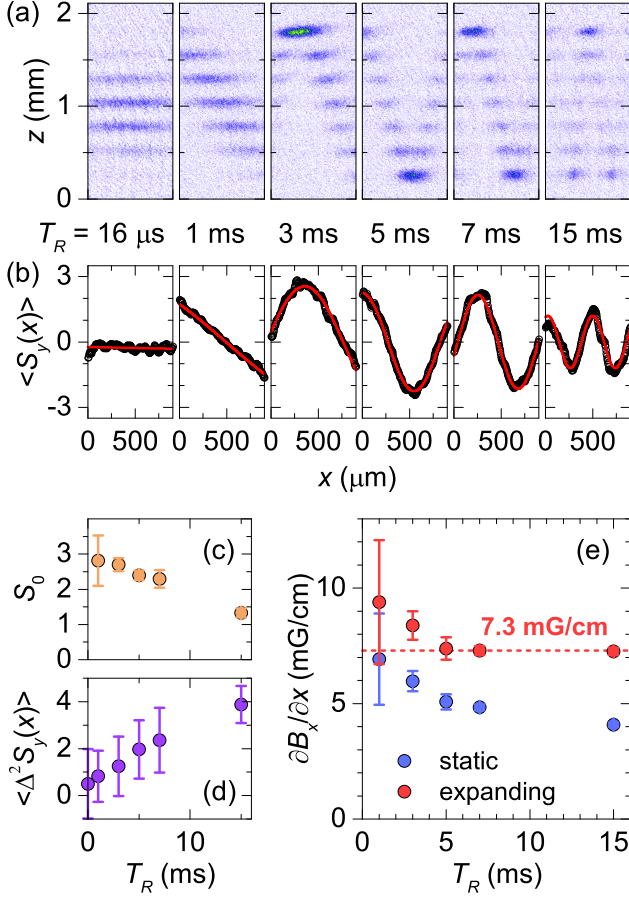 (a)
2
1
0
z (mm)
T_R = 16 μs 1 ms 3 ms 5 ms 7 ms 15 ms
(b)
3
0
-3
<S_y(x)>
0 500 0 500 0 500 0 500 0 500 0 500
x (μm)
(c)
3
2
1
0
S_0
(d)
4
2
0
<Δ²S_y(x)>
0 10
T_R (ms)
(e)
10
5
0
∂B_x/∂x (mG/cm)
7.3 mG/cm
static
expanding
0 5 10 15
T_R (ms)